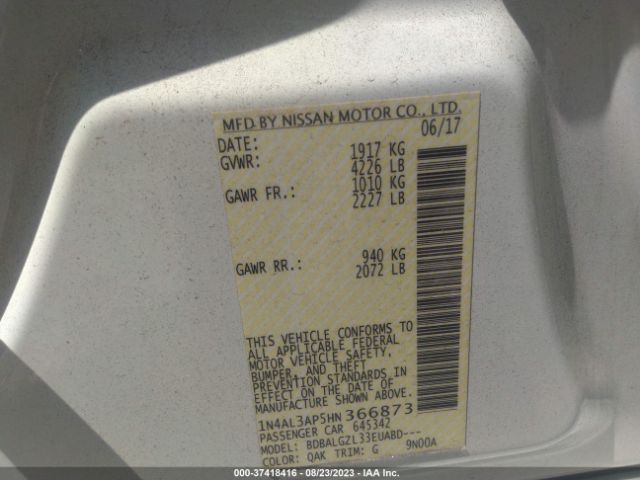 MFD BY NISSAN MOTOR CO., LTD.
DATE: 06/17
GVWR: 1917 KG
4226 LB
GAWR FR.: 1010 KG
2227 LB
GAWR RR.: 940 KG
2072 LB
THIS VEHICLE CONFORMS TO
ALL APPLICABLE FEDERAL
MOTOR VEHICLE SAFETY,
BUMPER, AND THEFT
PREVENTION STANDARDS IN
EFFECT ON THE DATE OF
MANUFACTURE SHOWN ABOVE.
1N4AL3AP5HN366873
PASSENGER CAR 645342
MODEL: BDBALGZL33EUABD---
COLOR: QAK TRIM: G 9N00A
000-37418416 - 08/23/2023 - IAA Inc.